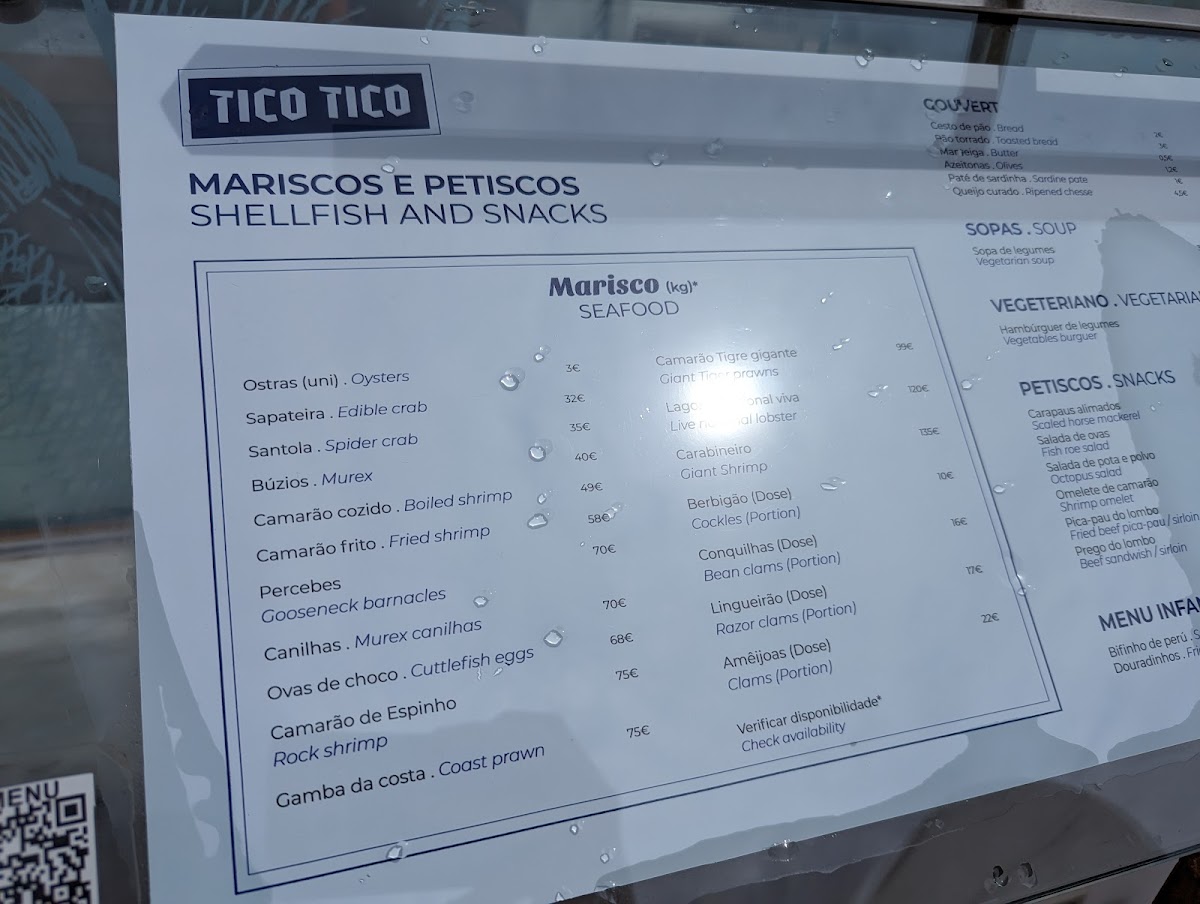 TICO TICO
MARISCOS E PETISCOS
SHELLFISH AND SNACKS
Marisco (kg)*
SEAFOOD
Ostras (uni) . Oysters 3€
Sapateira . Edible crab 32€
Santola . Spider crab 35€
Búzios . Murex 40€
Camarão cozido . Boiled shrimp 49€
Camarão frito . Fried shrimp 58€
Percebes 70€
Gooseneck barnacles
Canilhas . Murex canilhas 70€
Ovas de choco . Cuttlefish eggs 68€
Camarão de Espinho 75€
Rock shrimp
Gamba da costa . Coast prawn 75€
Camarão Tigre gigante 99€
Giant Tiger prawns
viva 120€
Live lobster
Carabineiro 135€
Giant Shrimp
Berbigão (Dose) 10€
Cockles (Portion)
Conquilhas (Dose) 16€
Bean clams (Portion)
Lingueirão (Dose) 17€
Razor clams (Portion)
Amêijoas (Dose) 22€
Clams (Portion)
Verificar disponibilidade*
Check availability
COUVERT
Cesto de pão . Bread 2€
Pão torrado . Toasted bread 3€
Manteiga . Butter
Azeitonas . Olives
Paté de sardinha . Sardine pate 1€
Queijo curado . Ripened chesse
SOPAS . SOUP
Sopa de legumes
Vegetarian soup
VEGETERIANO . VEGETARIA
Hambúrguer de legumes
Vegetables burguer
PETISCOS . SNACKS
Carapaus alimados
Scaled horse mackerel
Salada de ovas
Fish roe salad
Salada de pota e polvo
Octopus salad
Omelete de camarão
Shrimp omelet
Pica-pau do lombo
Fried beef pica-pau / sirloin
Prego do lombo
Beef sandwish / sirloin
MENU INFA
Bifinho de perú . S
Douradinhos . Fri
MENU